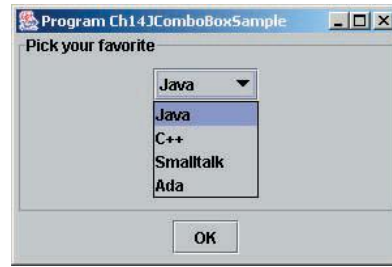 Program Ch14JComboBoxSample
Pick your favorite
Java
Java
C++
Smalltalk
Ada
OK